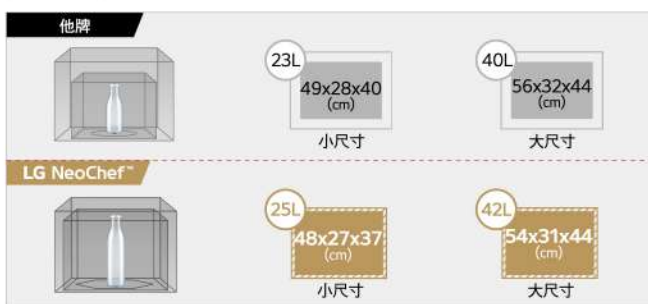 他牌
23L
49x28x40
(cm)
小尺寸
40L
56x32x44
(cm)
大尺寸
LG NeoChef™
25L
48x27x37
(cm)
小尺寸
42L
54x31x44
(cm)
大尺寸